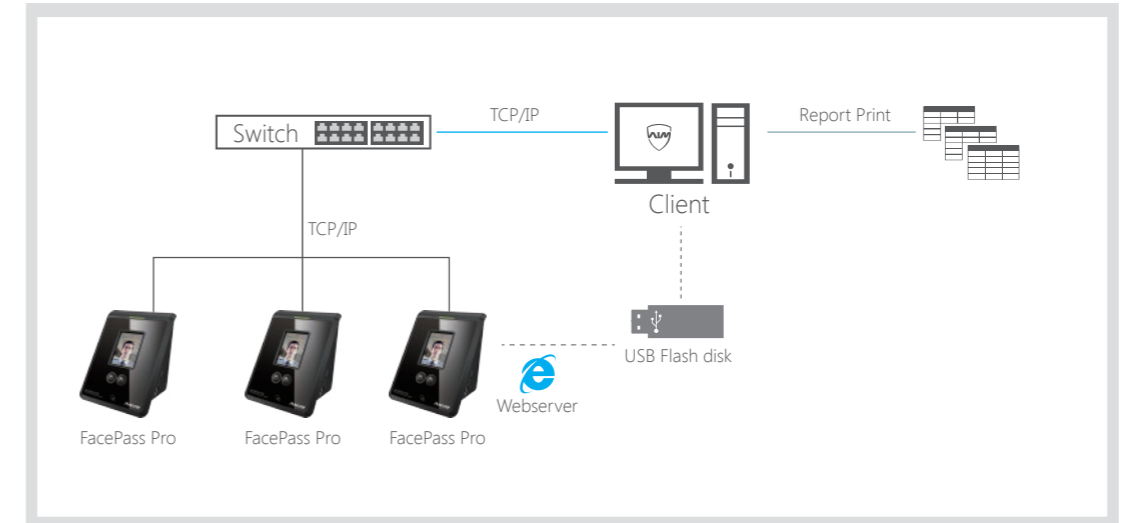 Switch
TCP/IP
Report Print
Client
TCP/IP
USB Flash disk
Webserver
FacePass Pro
FacePass Pro
FacePass Pro